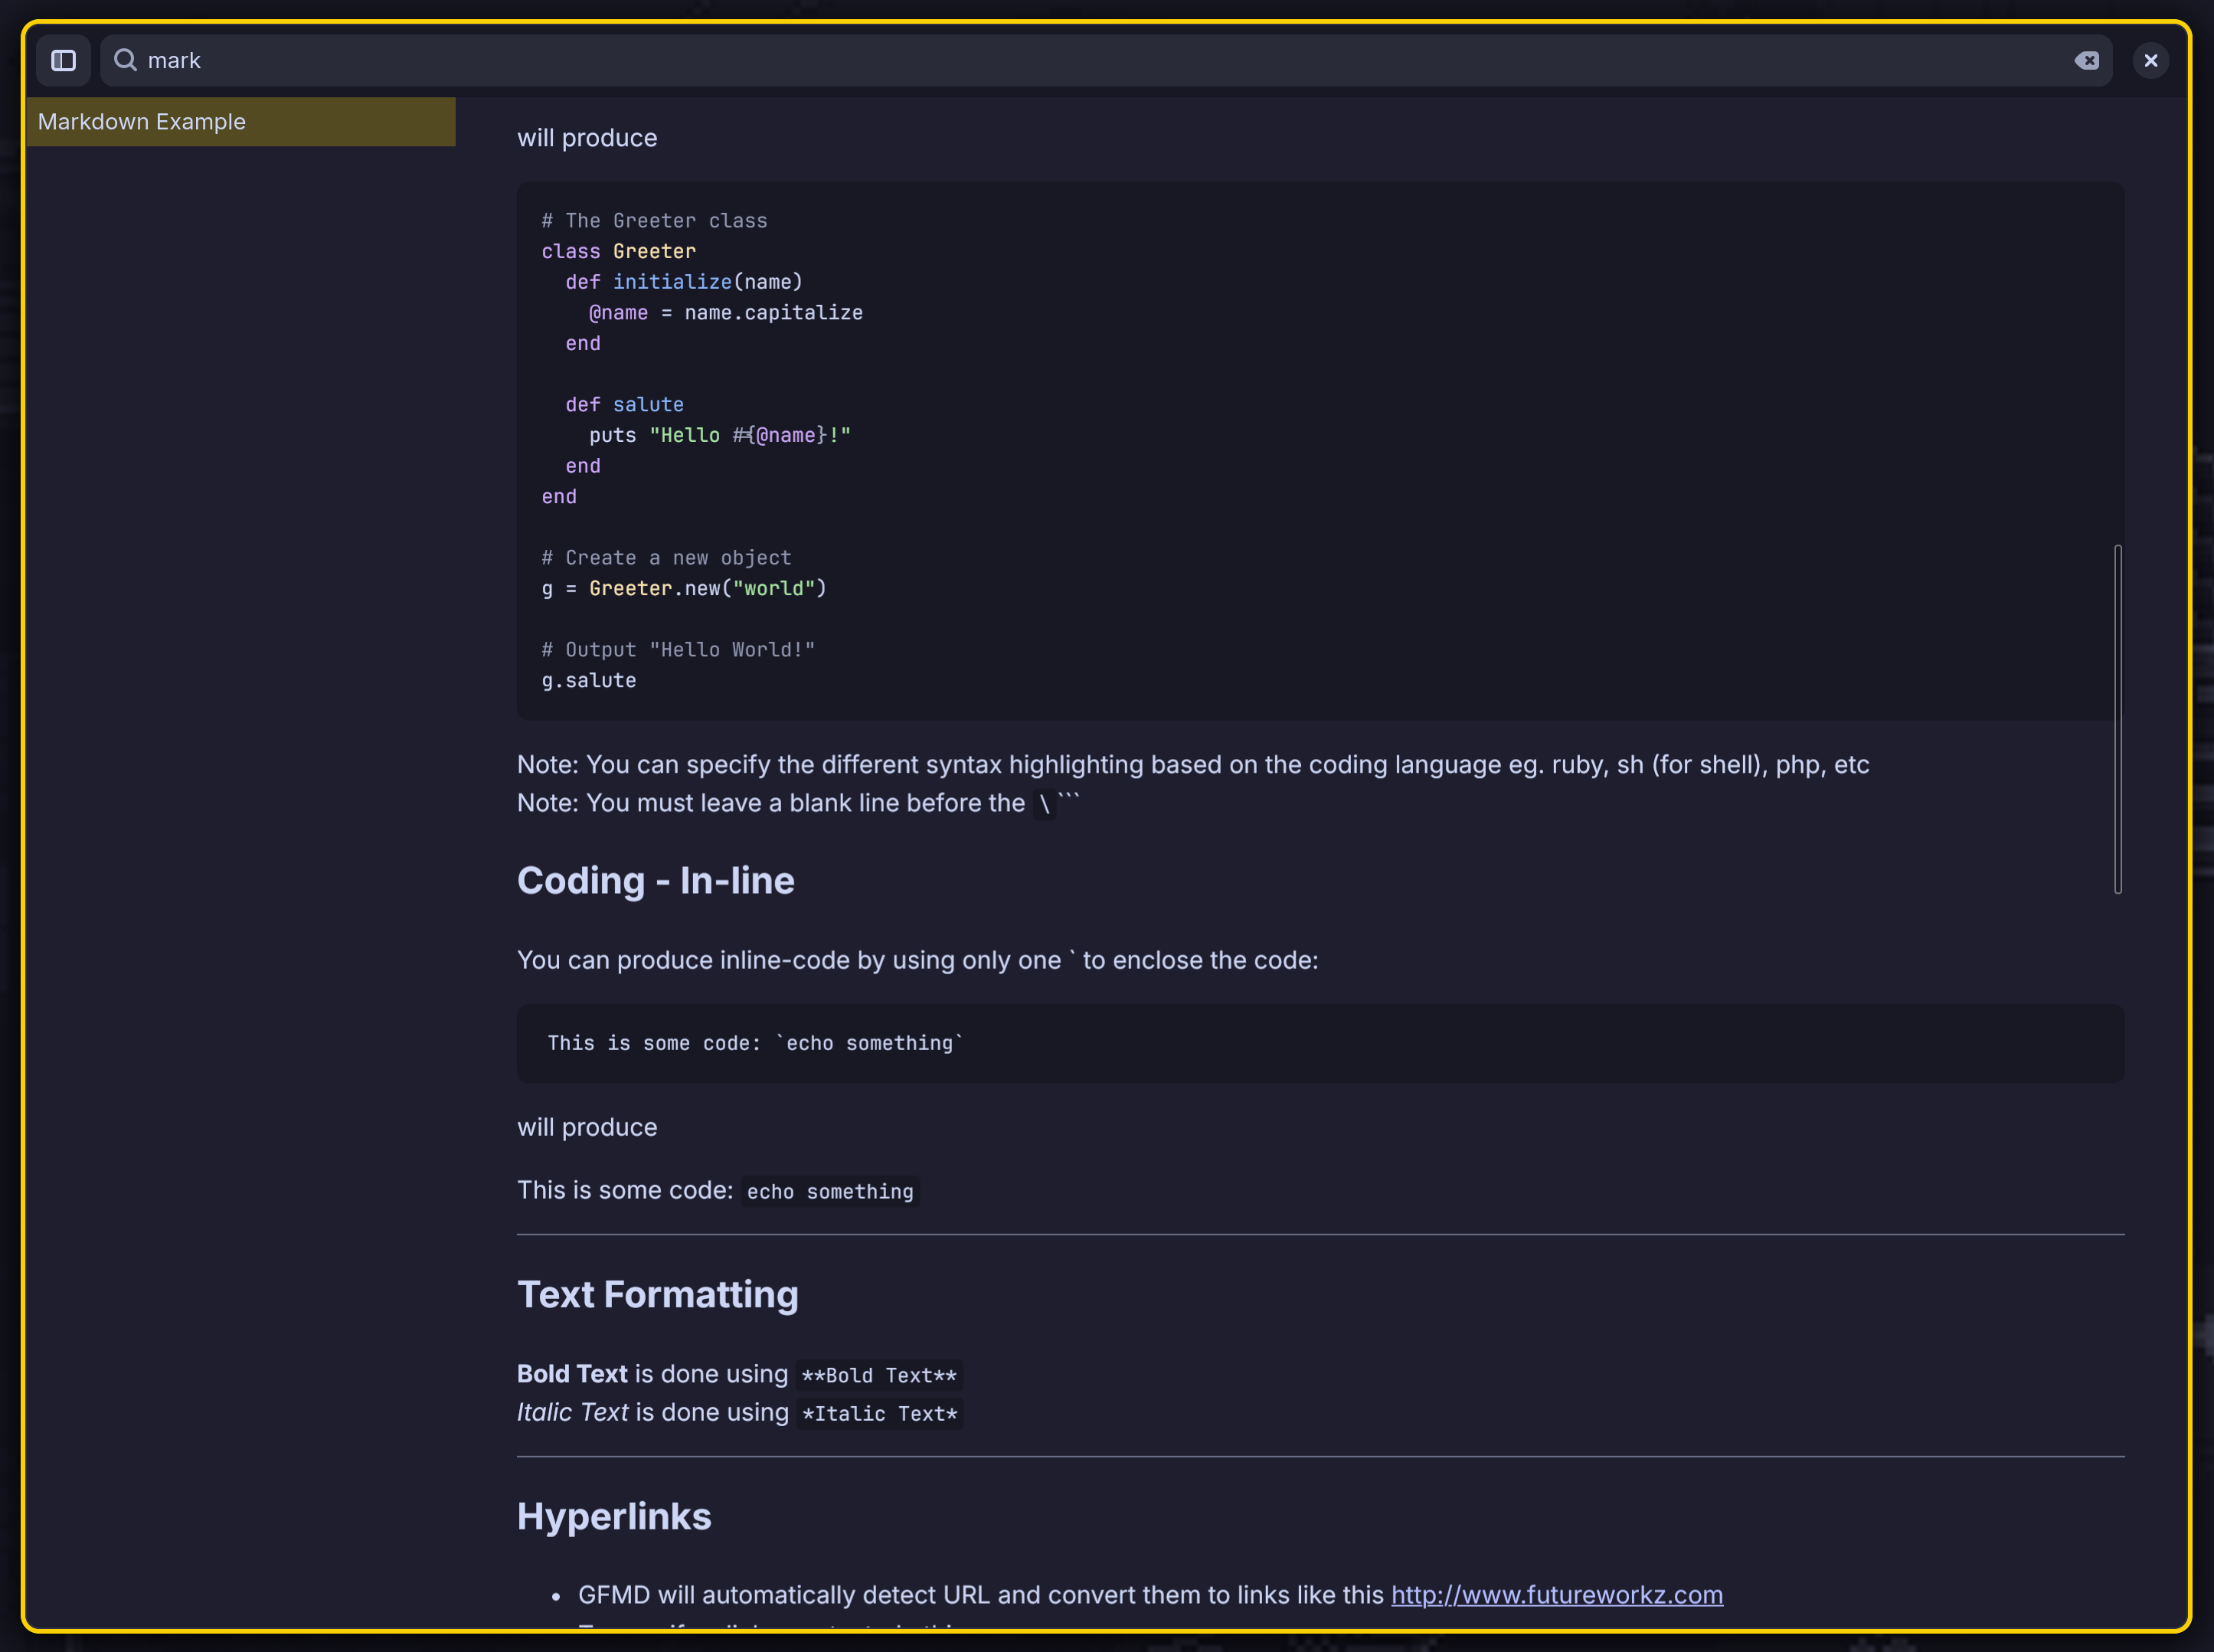 mark
Markdown Example
will produce
# The Greeter class
class Greeter
  def initialize(name)
    @name = name.capitalize
  end

  def salute
    puts "Hello #{@name}!"
  end
end

# Create a new object
g = Greeter.new("world")

# Output "Hello World!"
g.salute
Note: You can specify the different syntax highlighting based on the coding language eg. ruby, sh (for shell), php, etc
Note: You must leave a blank line before the \```
Coding - In-line
You can produce inline-code by using only one ` to enclose the code:
This is some code: `echo something`
will produce
This is some code: echo something
Text Formatting
Bold Text is done using **Bold Text**
Italic Text is done using *Italic Text*
Hyperlinks
• GFMD will automatically detect URL and convert them to links like this http://www.futureworkz.com